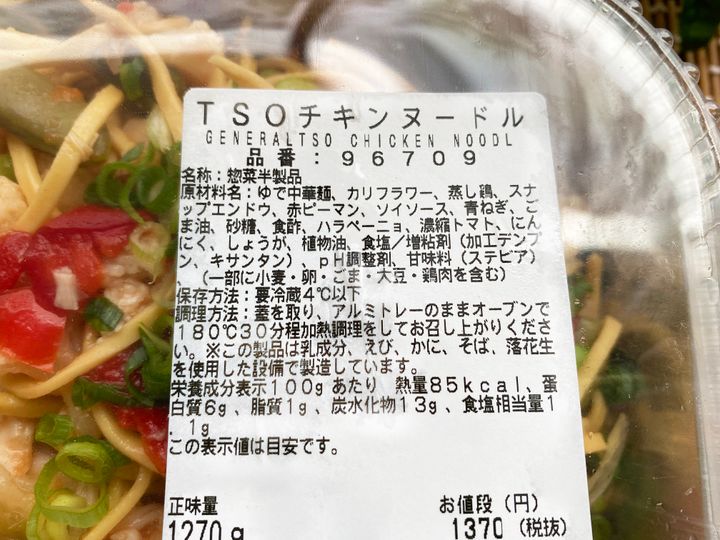 TSOチキンヌードル
GENERALTSO CHICKEN NOODL
品番:96709
名称:惣菜半製品
原材料名:ゆで中華麺、カリフラワー、蒸し鶏、スナ
ップエンドウ、赤ピーマン、ソイソース、青ねぎ、ご
ま油、砂糖、食酢、ハラペーニョ、濃縮トマト、にん
にく、しょうが、植物油、食塩/増粘剤(加工デンプ
ン、キサンタン)、pH調整剤、甘味料(ステビア)
、(一部に小麦・卵・ごま・大豆・鶏肉を含む)
保存方法:要冷蔵4℃以下
調理方法:蓋を取り、アルミトレーのままオーブンで
180℃30分程加熱調理をしてお召し上がりくださ
い。※この製品は乳成分、えび、かに、そば、落花生
を使用した設備で製造しています。
栄養成分表示100gあたり 熱量85kcal、蛋
白質6g、脂質1g、炭水化物13g、食塩相当量1
.1g
この表示値は目安です。
正味量 お値段(円)
1270g 1370(税抜)